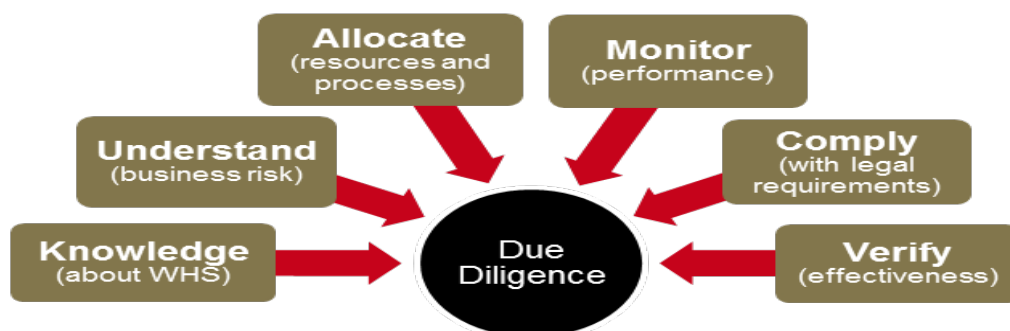 Allocate
(resources and
processes)
Monitor
(performance)
Understand
(business risk)
Comply
(with legal
requirements)
Knowledge
(about WHS)
Due
Diligence
Verify
(effectiveness)